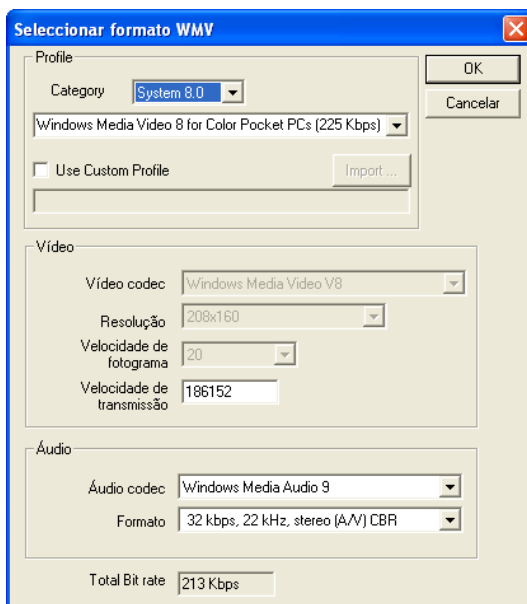 Seleccionar formato WMV
Profile
OK
Category System 8.0
Cancelar
Windows Media Video 8 for Color Pocket PCs (225 Kbps)
Use Custom Profile Import ...
Vídeo
Vídeo codec Windows Media Video V8
Resolução 208x160
Velocidade de
fotograma 20
Velocidade de
transmissão 186152
Áudio
Áudio codec Windows Media Audio 9
Formato 32 kbps, 22 kHz, stereo (A/V) CBR
Total Bit rate 213 Kbps